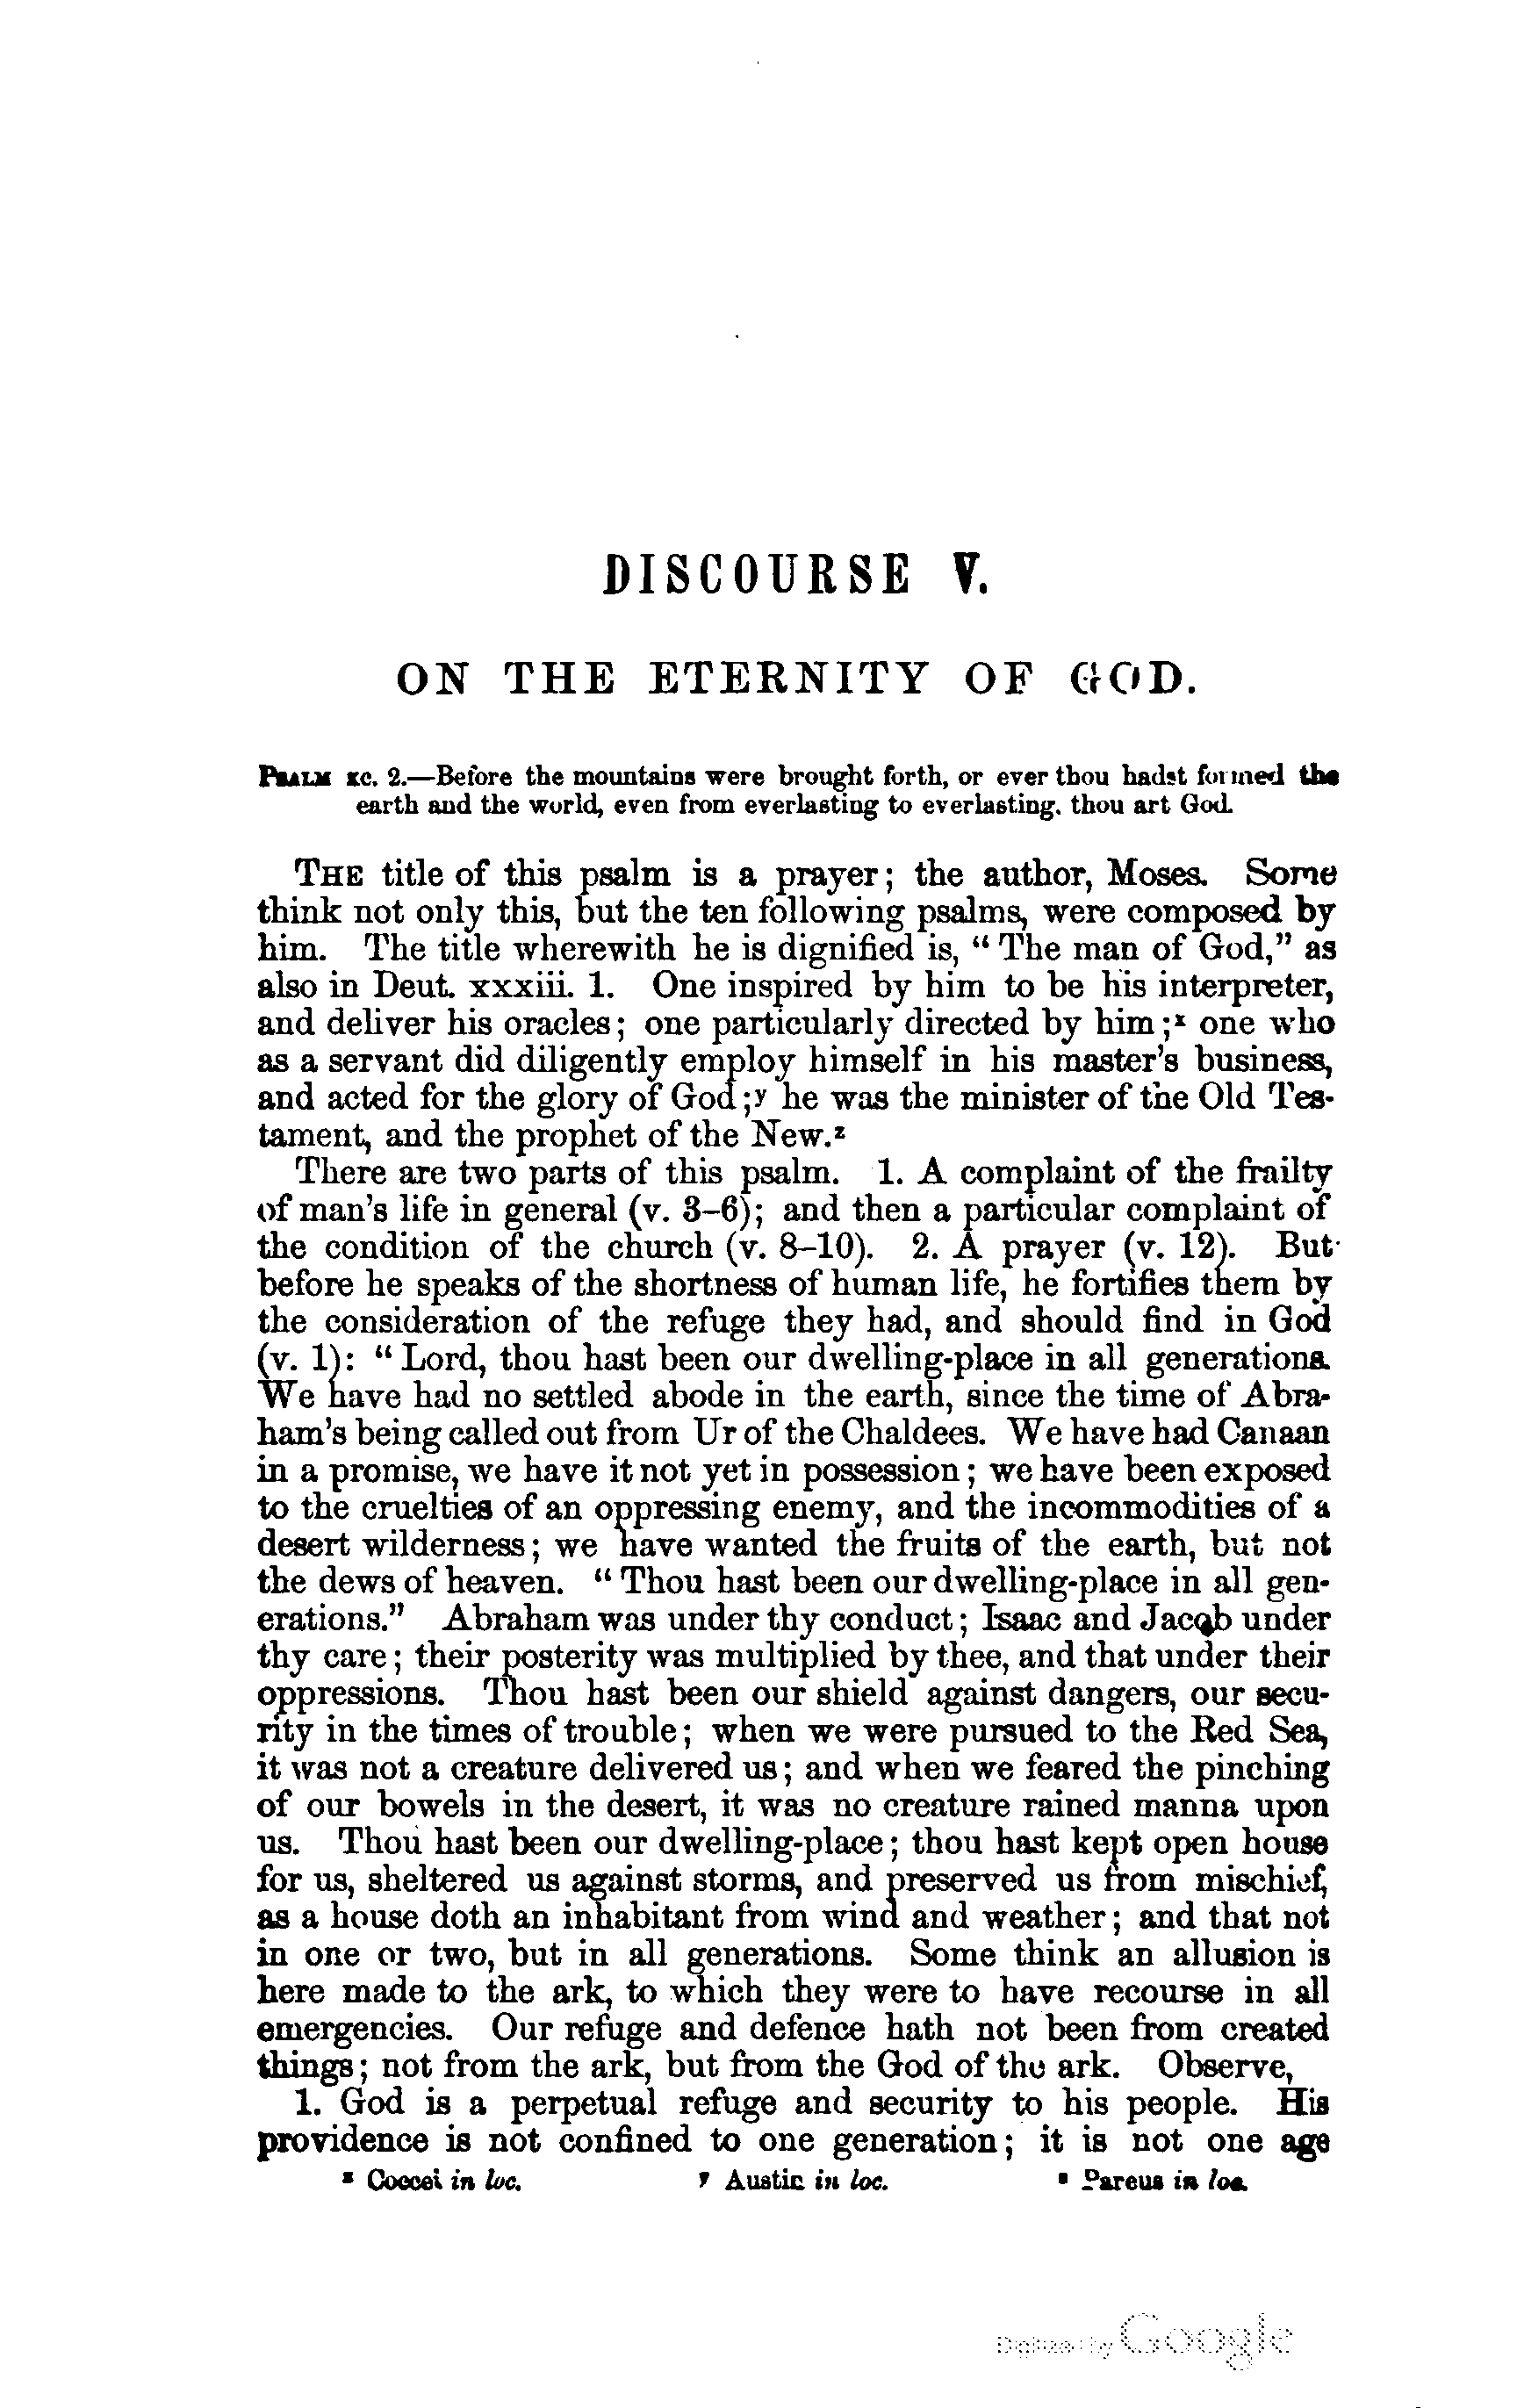 DISCOURSE V.
ON THE ETERNITY OF GOD.
PSALM xc. 2.—Before the mountains were brought forth, or ever thou hadst formed the
earth and the world, even from everlasting to everlasting. thou art God.
THE title of this psalm is a prayer; the author, Moses. Some
think not only this, but the ten following psalms, were composed by
him. The title wherewith he is dignified is, “The man of God,” as
also in Deut. xxxiii. 1. One inspired by him to be his interpreter,
and deliver his oracles; one particularly directed by him;x one who
as a servant did diligently employ himself in his master's business,
and acted for the glory of God;y he was the minister of the Old Tes-
tament, and the prophet of the New.z
There are two parts of this psalm. 1. A complaint of the frailty
of man's life in general (v. 3–6); and then a particular complaint of
the condition of the church (v. 8–10). 2. A prayer (v. 12). But
before he speaks of the shortness of human life, he fortifies them by
the consideration of the refuge they had, and should find in God
(v. 1): “Lord, thou hast been our dwelling-place in all generations.
We have had no settled abode in the earth, since the time of Abra-
ham's being called out from Ur of the Chaldees. We have had Canaan
in a promise, we have it not yet in possession; we have been exposed
to the cruelties of an oppressing enemy, and the incommodities of a
desert wilderness; we have wanted the fruits of the earth, but not
the dews of heaven. “Thou hast been our dwelling-place in all gen-
erations.” Abraham was under thy conduct; Isaac and Jacob under
thy care; their posterity was multiplied by thee, and that under their
oppressions. Thou hast been our shield against dangers, our secu-
rity in the times of trouble; when we were pursued to the Red Sea,
it was not a creature delivered us; and when we feared the pinching
of our bowels in the desert, it was no creature rained manna upon
us. Thou hast been our dwelling-place; thou hast kept open house
for us, sheltered us against storms, and preserved us from mischief,
as a house doth an inhabitant from wind and weather; and that not
in one or two, but in all generations. Some think an allusion is
here made to the ark, to which they were to have recourse in all
emergencies. Our refuge and defence hath not been from created
things; not from the ark, but from the God of the ark. Observe,
1. God is a perpetual refuge and security to his people. His
providence is not confined to one generation; it is not one age
x Coccei in loc. y Austin in loc. z Pareus in loc.
Digitized by Google